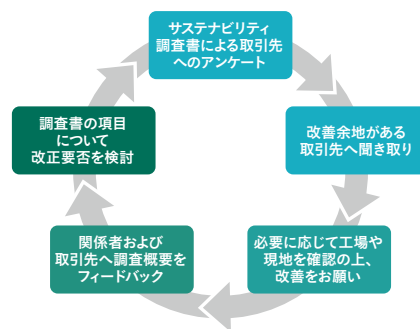 サステナビリティ
調査書による取引先
へのアンケート
改善余地がある
取引先へ聞き取り
必要に応じて工場や
現地を確認の上、
改善をお願い
関係者および
取引先へ調査概要を
フィードバック
調査書の項目
について
改正要否を検討